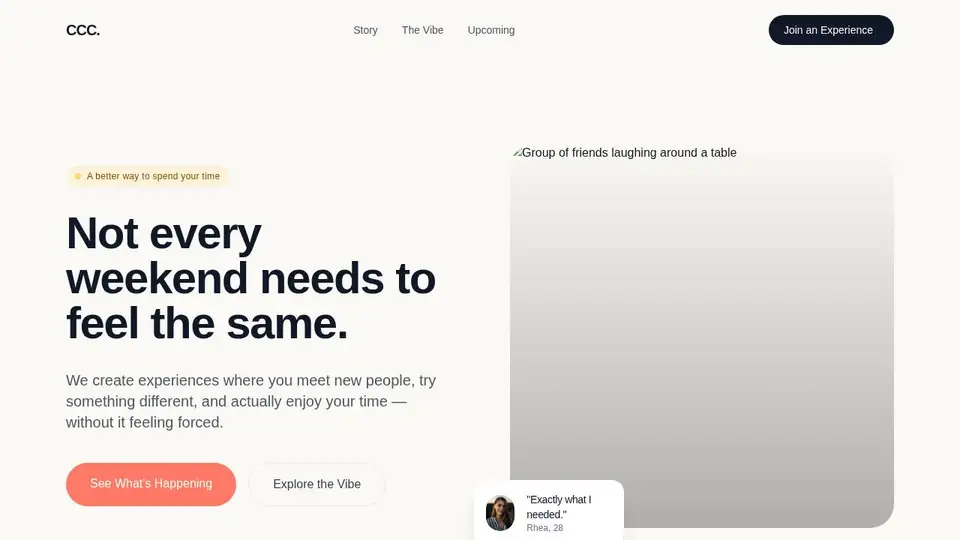 CCC.
Story
The Vibe
Upcoming
Join an Experience
A better way to spend your time
Not every
weekend needs to
feel the same.
We create experiences where you meet new people, try
something different, and actually enjoy your time —
without it feeling forced.
See What's Happening
Explore the Vibe
Group of friends laughing around a table
"Exactly what I
needed."
Rhea, 28